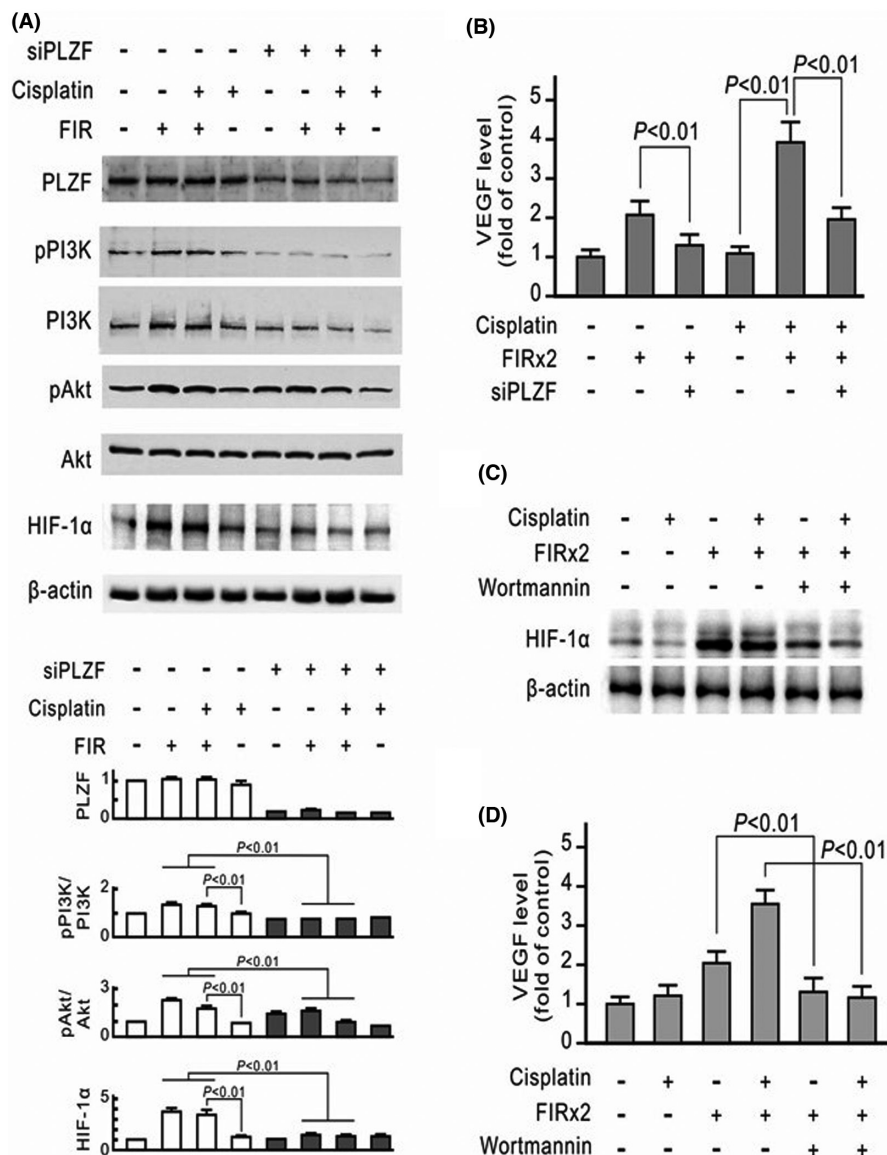 (A)
siPLZF - - - - + + + +
Cisplatin - - + + - - + +
FIR - + + - - + + -
PLZF
pPI3K
PI3K
pAkt
Akt
HIF-1α
β-actin
siPLZF - - - - + + + +
Cisplatin - - + + - - + +
FIR - + + - - + + -
PLZF
1
0
pPI3K/
PI3K
2
0
P<0.01
P<0.01
pAkt/
Akt
2
0
P<0.01
P<0.01
HIF-1α
5
0
P<0.01
P<0.01
(B)
VEGF level
(fold of control)
5
4
3
2
1
0
P<0.01
P<0.01
P<0.01
Cisplatin - - - + + +
FIRx2 - + + - + +
siPLZF - - + - - +
(C)
Cisplatin - + - + - +
FIRx2 - - + + + +
Wortmannin - - - - + +
HIF-1α
β-actin
(D)
VEGF level
(fold of control)
5
4
3
2
1
0
P<0.01
P<0.01
Cisplatin - + - + - +
FIRx2 - - + + + +
Wortmannin - - - - + +